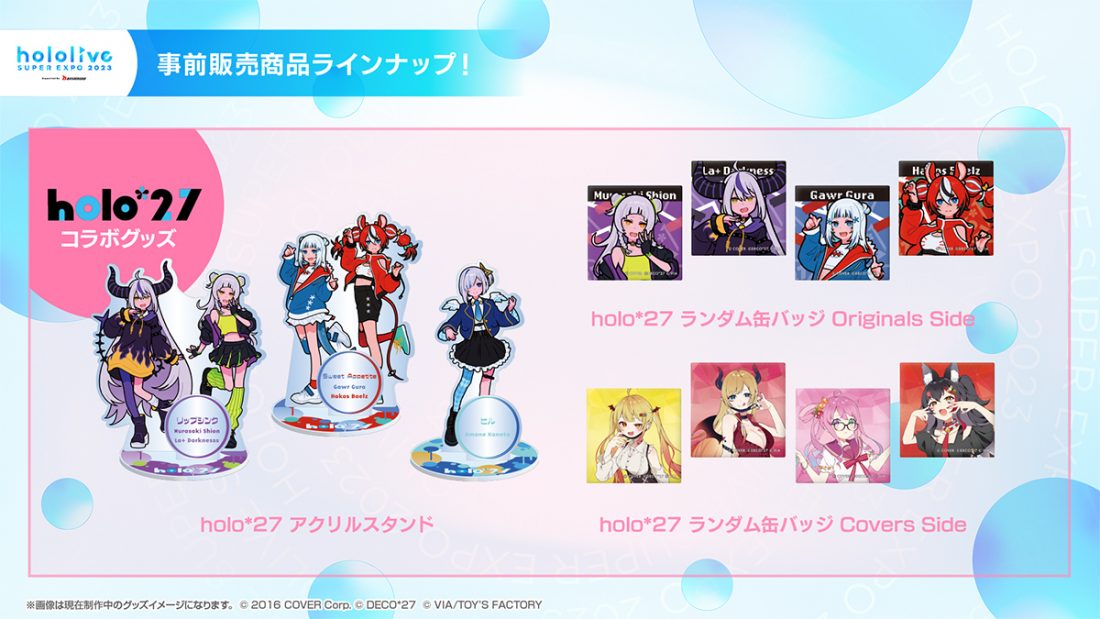 hololive
SUPER EXPO 2023
事前販売商品ラインナップ！
holo*27
コラボグッズ
リップシンク
Murasaki Shion
La+ Darknesss
holo*27
Sweet Appetite
Gawr Gura
Hakos Baelz
holo*27
Amane Kanata
holo*27 アクリルスタンド
Murasaki Shion
La+ Darkness
Gawr Gura
Hakos Baelz
holo*27 ランダム缶バッジ Originals Side
holo*27 ランダム缶バッジ Covers Side
※画像は現在制作中のグッズイメージになります。 © 2016 COVER Corp. © DECO*27 © VIA/TOY'S FACTORY